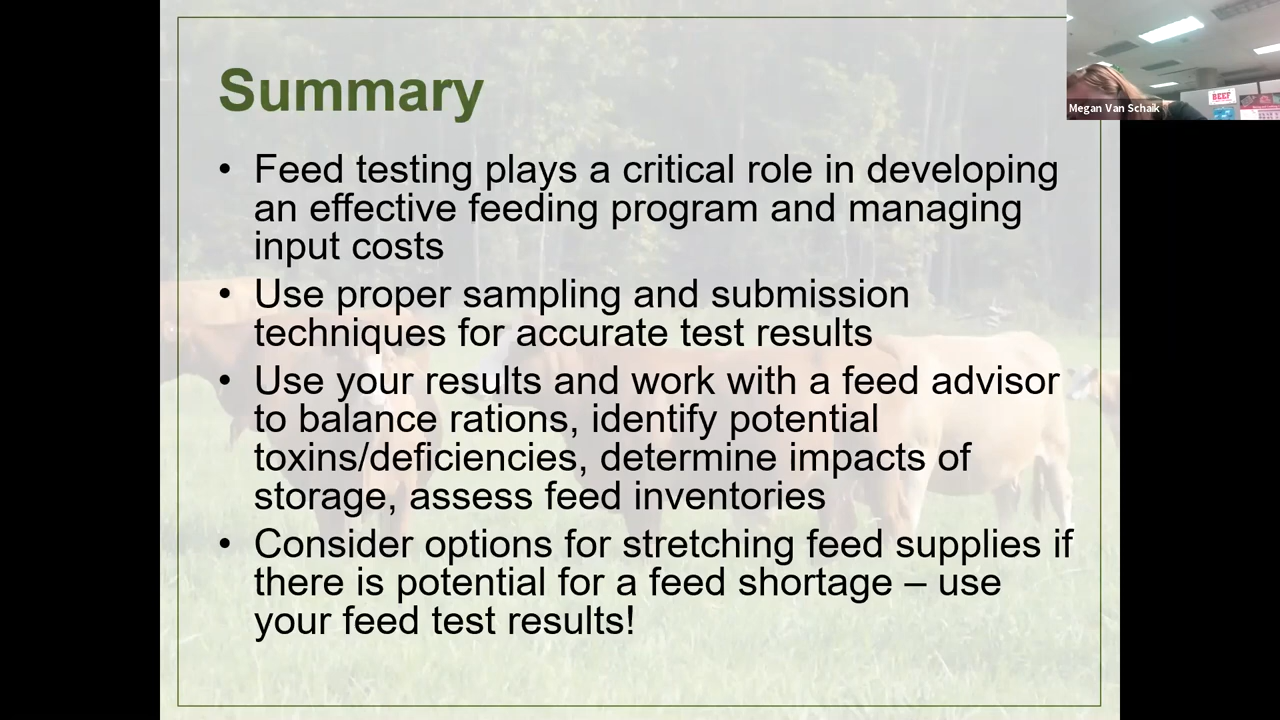 Summary
• Feed testing plays a critical role in developing
an effective feeding program and managing
input costs
• Use proper sampling and submission
techniques for accurate test results
• Use your results and work with a feed advisor
to balance rations, identify potential
toxins/deficiencies, determine impacts of
storage, assess feed inventories
• Consider options for stretching feed supplies if
there is potential for a feed shortage – use
your feed test results!
Megan Van Schaik
BEEF